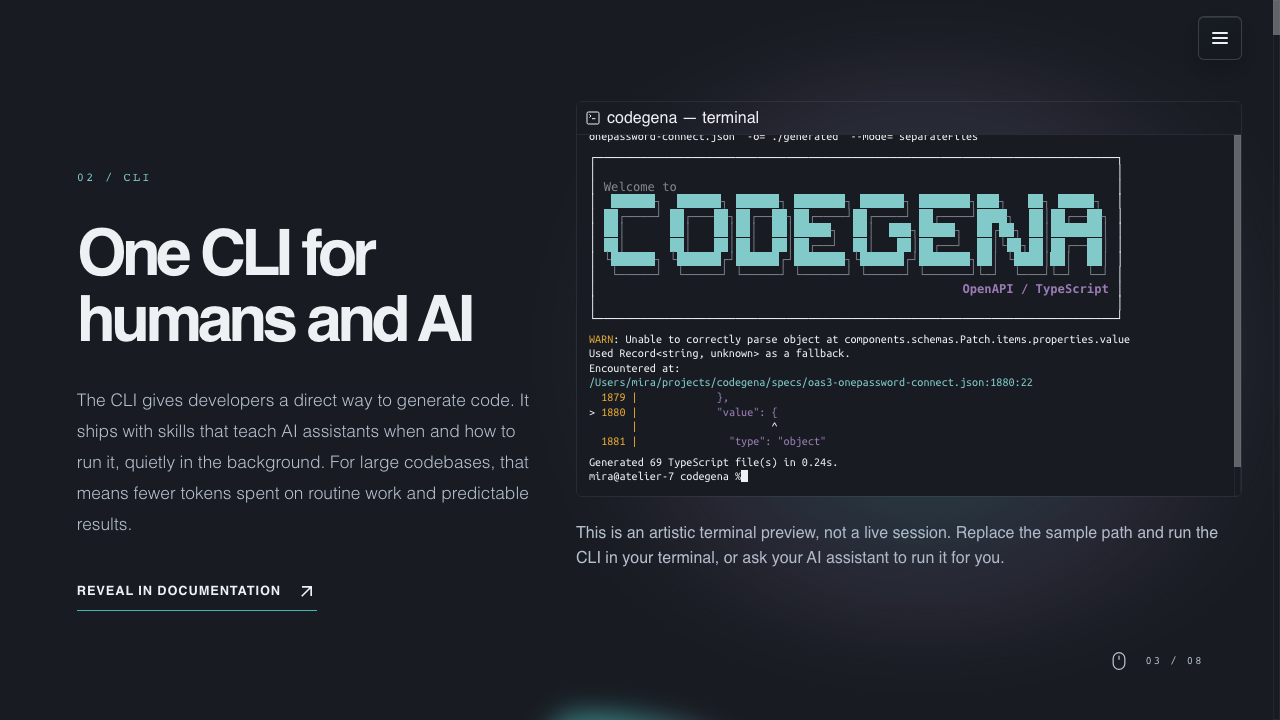 02 / CLI
One CLI for
humans and AI
The CLI gives developers a direct way to generate code. It
ships with skills that teach AI assistants when and how to
run it, quietly in the background. For large codebases, that
means fewer tokens spent on routine work and predictable
results.
REVEAL IN DOCUMENTATION
codegena — terminal
onepassword-connect.json" -o="./generated" --mode="separateFiles"
Welcome to
CODEGENA
OpenAPI / TypeScript
WARN: Unable to correctly parse object at components.schemas.Patch.items.properties.value
Used Record<string, unknown> as a fallback.
Encountered at:
/Users/mira/projects/codegena/specs/oas3-onepassword-connect.json:1880:22
1879 | },
> 1880 | "value": {
| ^
1881 | "type": "object"
Generated 69 TypeScript file(s) in 0.24s.
mira@atelier-7 codegena %
This is an artistic terminal preview, not a live session. Replace the sample path and run the
CLI in your terminal, or ask your AI assistant to run it for you.
03 / 08